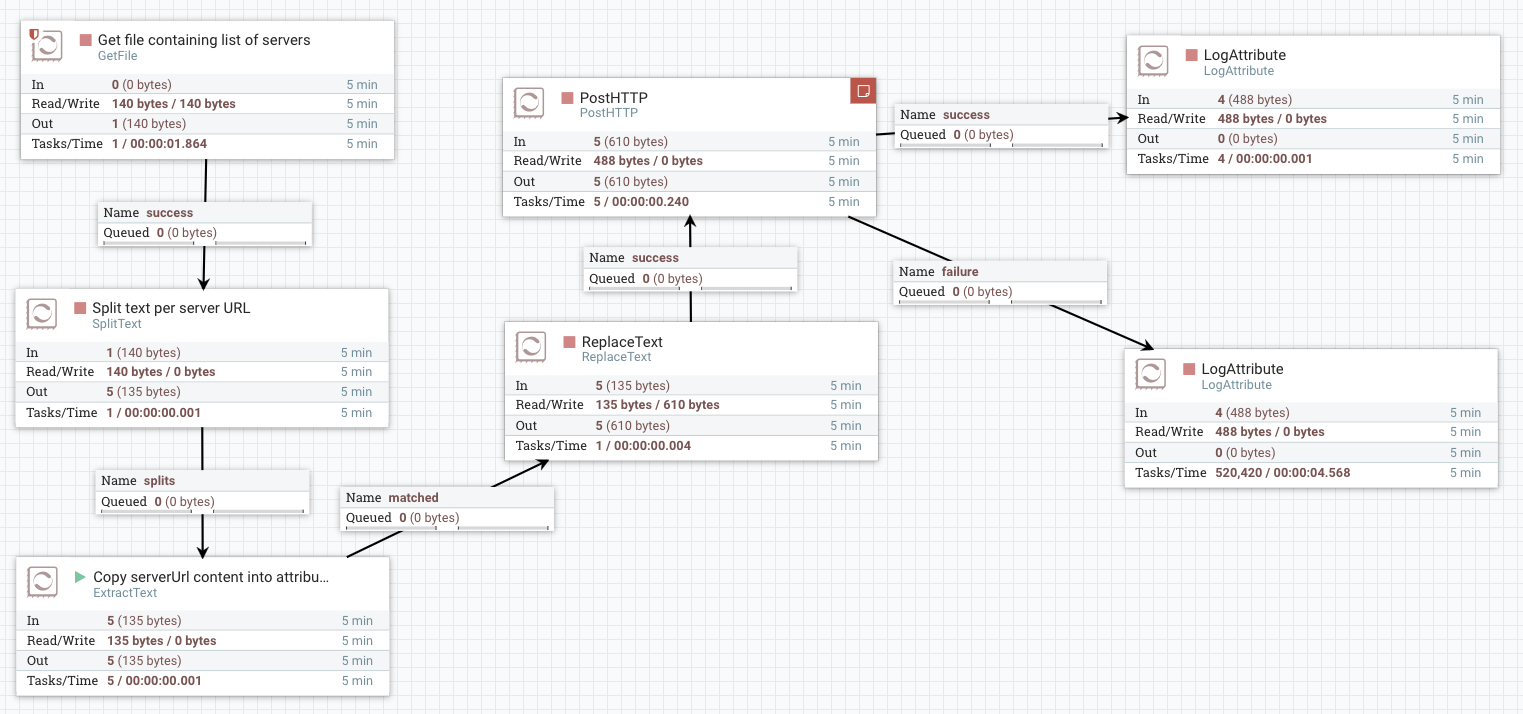 Get file containing list of servers
GetFile
In 0 (0 bytes) 5 min
Read/Write 140 bytes / 140 bytes 5 min
Out 1 (140 bytes) 5 min
Tasks/Time 1 / 00:00:01.864 5 min
Name success
Queued 0 (0 bytes)
Split text per server URL
SplitText
In 1 (140 bytes) 5 min
Read/Write 140 bytes / 0 bytes 5 min
Out 5 (135 bytes) 5 min
Tasks/Time 1 / 00:00:00.001 5 min
Name splits
Queued 0 (0 bytes)
Copy serverUrl content into attribu...
ExtractText
In 5 (135 bytes) 5 min
Read/Write 135 bytes / 0 bytes 5 min
Out 5 (135 bytes) 5 min
Tasks/Time 5 / 00:00:00.001 5 min
Name matched
Queued 0 (0 bytes)
ReplaceText
ReplaceText
In 5 (135 bytes) 5 min
Read/Write 135 bytes / 610 bytes 5 min
Out 5 (610 bytes) 5 min
Tasks/Time 1 / 00:00:00.004 5 min
Name success
Queued 0 (0 bytes)
PostHTTP
PostHTTP
In 5 (610 bytes) 5 min
Read/Write 488 bytes / 0 bytes 5 min
Out 5 (610 bytes) 5 min
Tasks/Time 5 / 00:00:00.240 5 min
Name success
Queued 0 (0 bytes)
LogAttribute
LogAttribute
In 4 (488 bytes) 5 min
Read/Write 488 bytes / 0 bytes 5 min
Out 0 (0 bytes) 5 min
Tasks/Time 4 / 00:00:00.001 5 min
Name failure
Queued 0 (0 bytes)
LogAttribute
LogAttribute
In 4 (488 bytes) 5 min
Read/Write 488 bytes / 0 bytes 5 min
Out 0 (0 bytes) 5 min
Tasks/Time 520,420 / 00:00:04.568 5 min